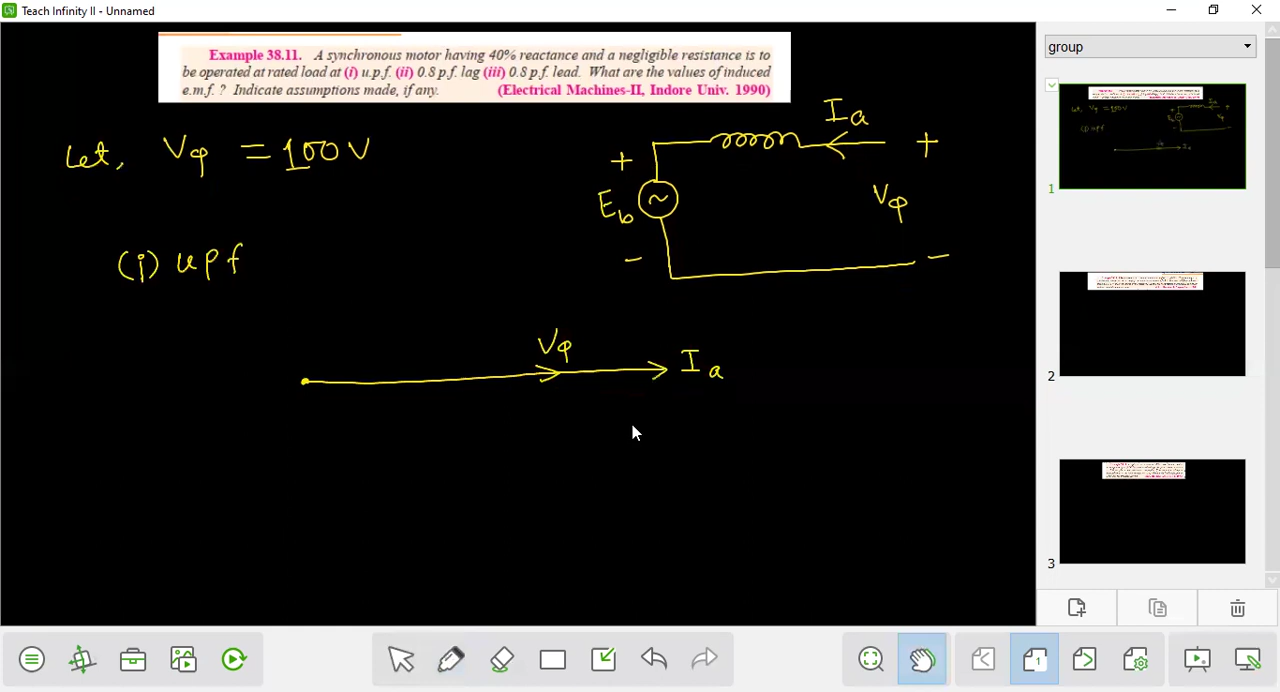 Teach Infinity II - Unnamed
Example 38.11. A synchronous motor having 40% reactance and a negligible resistance is to
be operated at rated load at (i) u.p.f. (ii) 0.8 p.f. lag (iii) 0.8 p.f. lead. What are the values of induced
e.m.f. ? Indicate assumptions made, if any. (Electrical Machines-II, Indore Univ. 1990)
Let, Vφ = 100V
Ia
+ +
Eb ~ Vφ
- -
(i) upf
Vφ
Ia
group
1
2
3
1